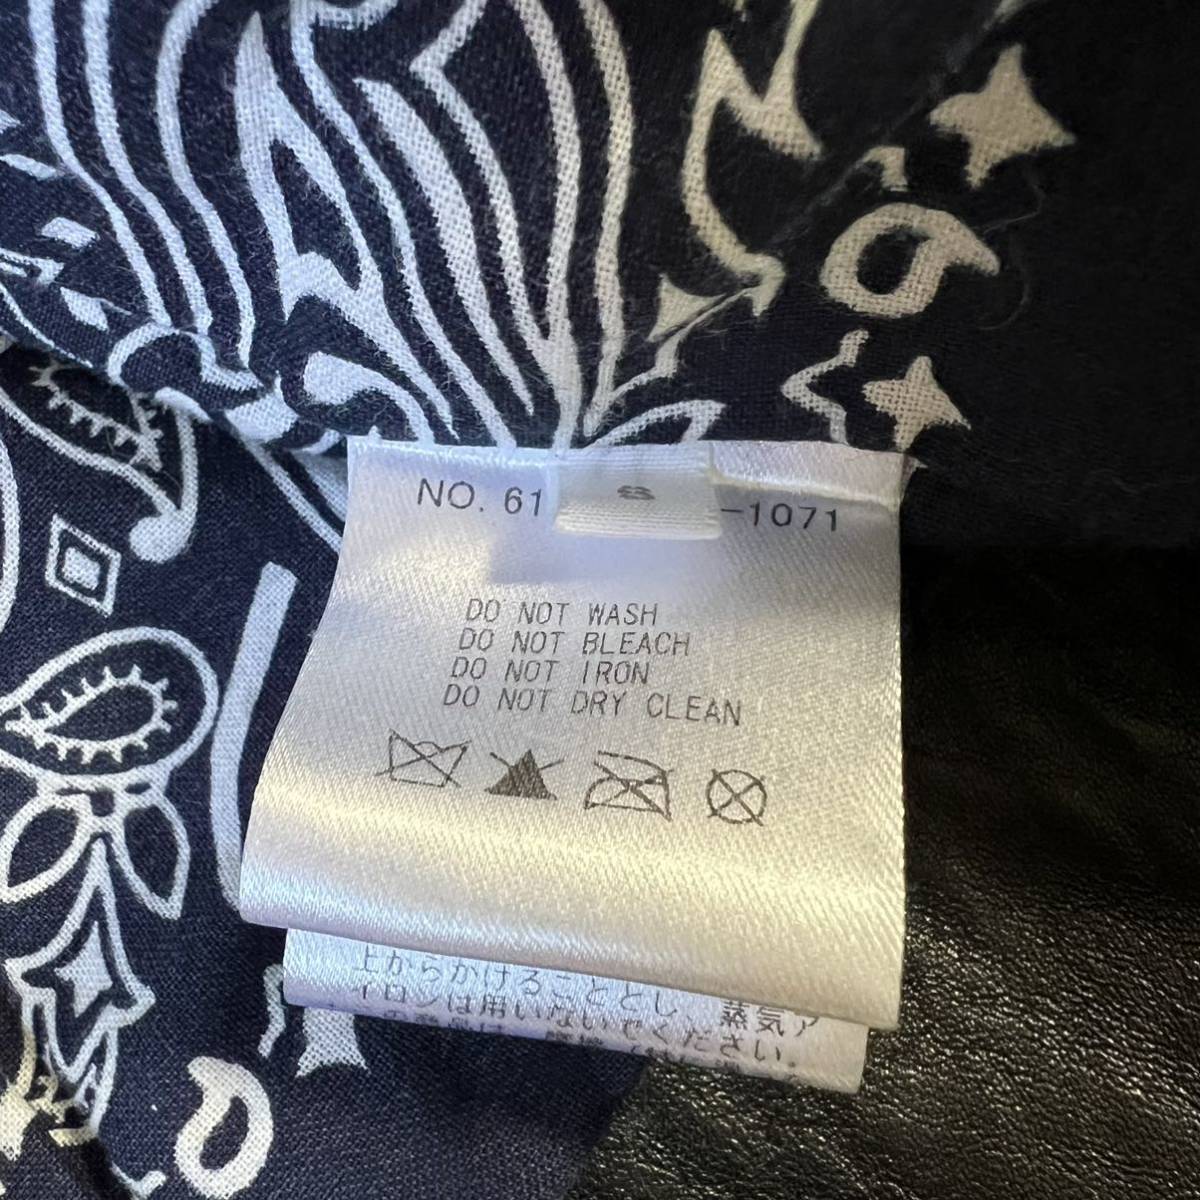 NO. 61
8
-1071
DO NOT WASH
DO NOT BLEACH
DO NOT IRON
DO NOT DRY CLEAN
上からかけることとし、蒸気ア
イロンは用いないでください。